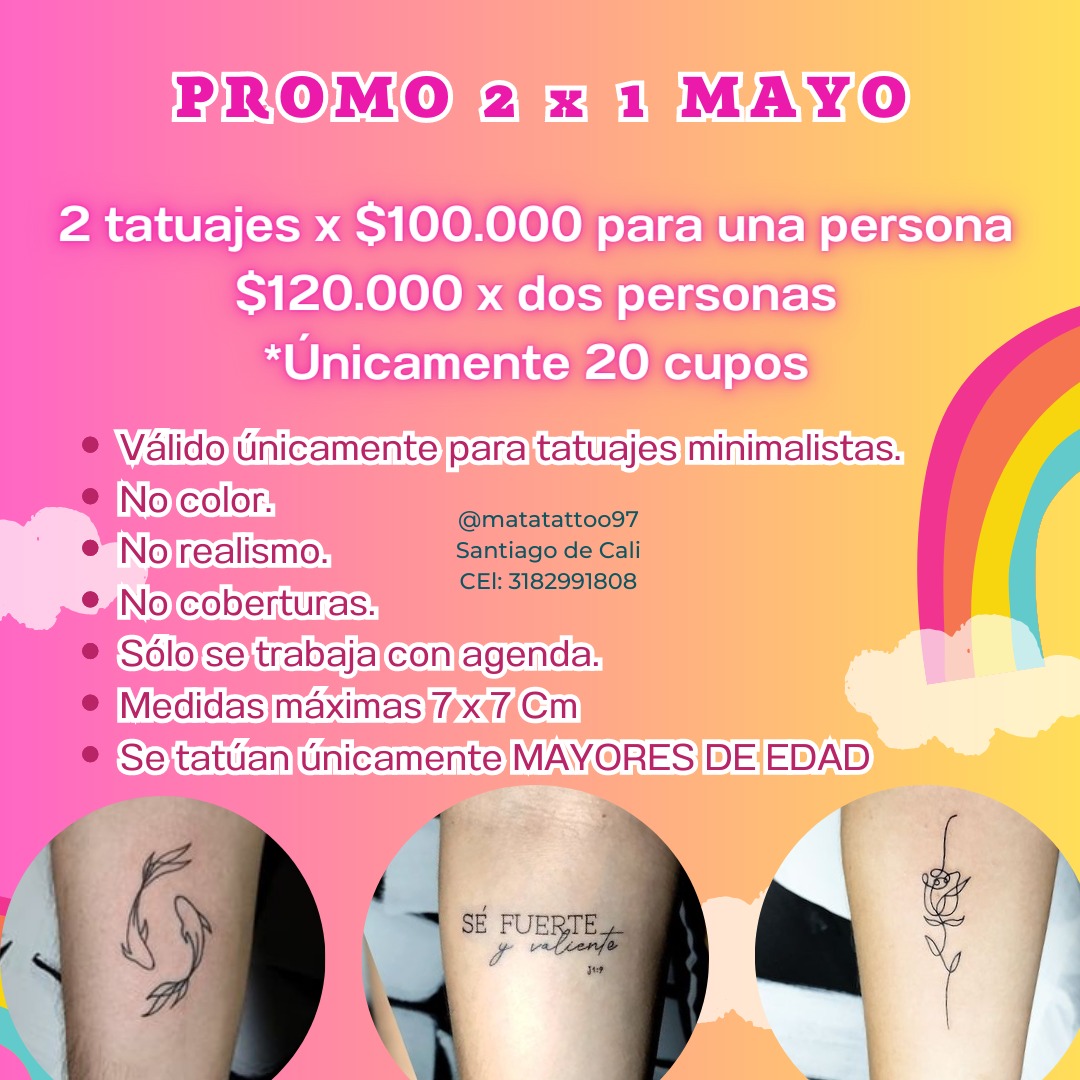 PROMO 2 x 1 MAYO
2 tatuajes x $100.000 para una persona
$120.000 x dos personas
*Únicamente 20 cupos
Válido únicamente para tatuajes minimalistas.
No color.
No realismo.
No coberturas.
Sólo se trabaja con agenda.
Medidas máximas 7 x 7 Cm
Se tatúan únicamente MAYORES DE EDAD
@matatattoo97
Santiago de Cali
CEl: 3182991808
SÉ FUERTE
y valiente